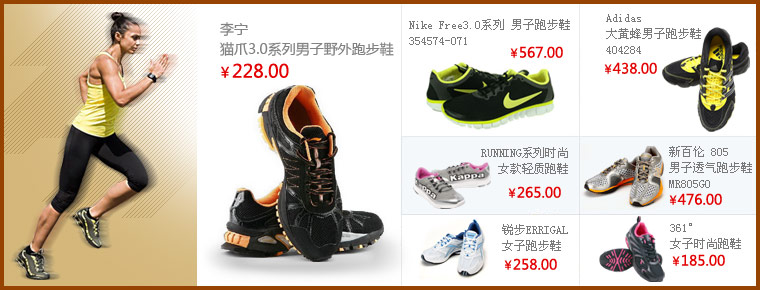 李宁
猫爪3.0系列男子野外跑步鞋
¥228.00
Nike Free3.0系列 男子跑步鞋
354574-071
¥567.00
Adidas
大黄蜂男子跑步鞋
404284
¥438.00
RUNNING系列时尚
女款轻质跑鞋
¥265.00
Kappa
Kappa
新百伦 805
男子透气跑步鞋
MR805GO
¥476.00
锐步ERRIGAL
女子跑步鞋
¥258.00
361°
女子时尚跑鞋
¥185.00